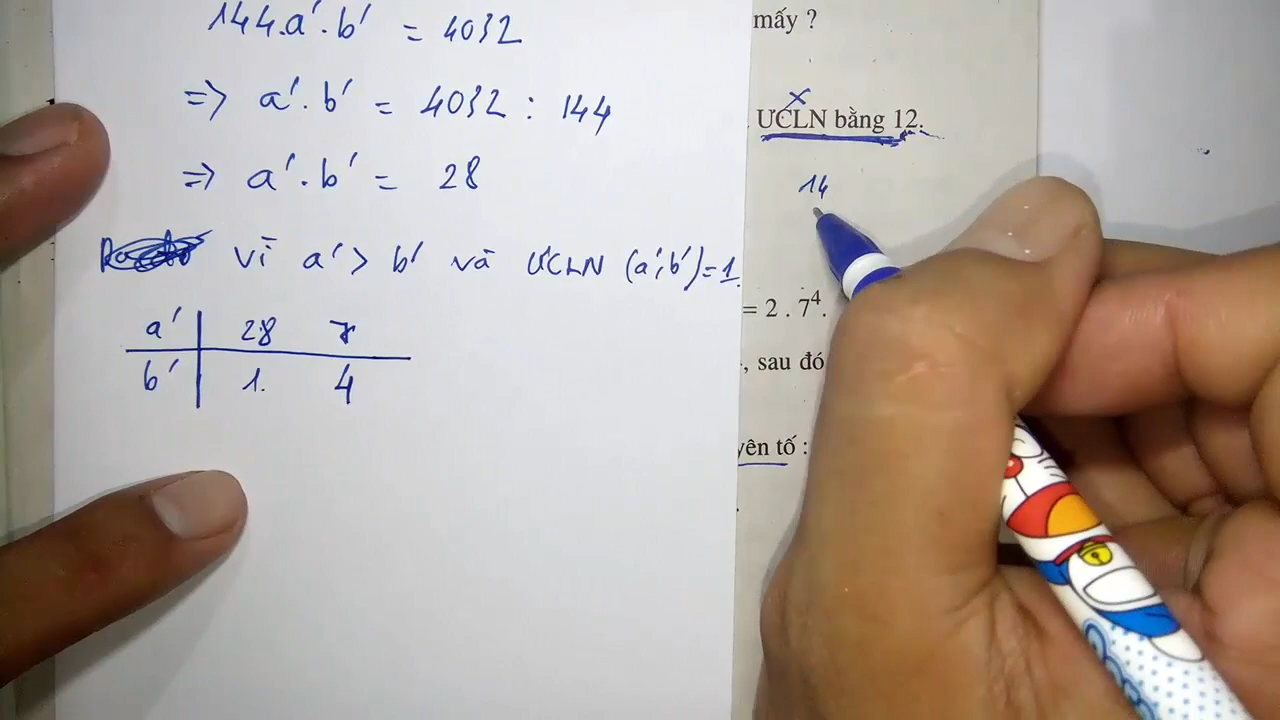 144.a'.b' = 4032
=> a'.b' = 4032 : 144
=> a'.b' = 28
vì a' > b' và ƯCLN (a'; b') = 1.
a' 28 7
b' 1. 4
mấy ?
ƯCLN bằng 12.
14
= 2 . 7⁴.
, sau đó
yên tố :